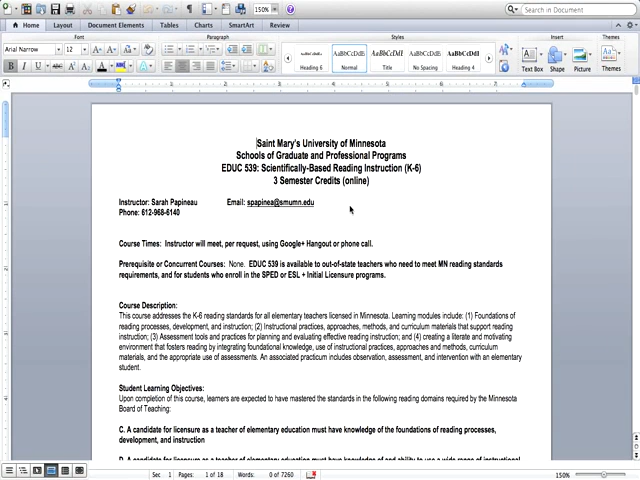 150%
Search in Document
Home Layout Document Elements Tables Charts SmartArt Review
Font Paragraph Styles Insert Themes
Arial Narrow 12
AaBbCcDdE AaBbCcDdI AaBbCcDdI AaBbCcDdI AaBbCcDdI
Heading 6 Normal Title No Spacing Heading 4 Text Box Shape Picture Themes
Saint Mary's University of Minnesota
Schools of Graduate and Professional Programs
EDUC 539: Scientifically-Based Reading Instruction (K-6)
3 Semester Credits (online)
Instructor: Sarah Papineau Email: spapinea@smumn.edu
Phone: 612-968-6140
Course Times: Instructor will meet, per request, using Google+ Hangout or phone call.
Prerequisite or Concurrent Courses: None. EDUC 539 is available to out-of-state teachers who need to meet MN reading standards
requirements, and for students who enroll in the SPED or ESL + Initial Licensure programs.
Course Description:
This course addresses the K-6 reading standards for all elementary teachers licensed in Minnesota. Learning modules include: (1) Foundations of
reading processes, development, and instruction; (2) Instructional practices, approaches, methods, and curriculum materials that support reading
instruction; (3) Assessment tools and practices for planning and evaluating effective reading instruction; and (4) creating a literate and motivating
environment that fosters reading by integrating foundational knowledge, use of instructional practices, approaches and methods, curriculum
materials, and the appropriate use of assessments. An associated practicum includes observation, assessment, and intervention with an elementary
student.
Student Learning Objectives:
Upon completion of this course, learners are expected to have mastered the standards in the following reading domains required by the Minnesota
Board of Teaching:
C. A candidate for licensure as a teacher of elementary education must have knowledge of the foundations of reading processes,
development, and instruction
Sec 1 Pages: 1 of 18 Words: 0 of 7260 150%